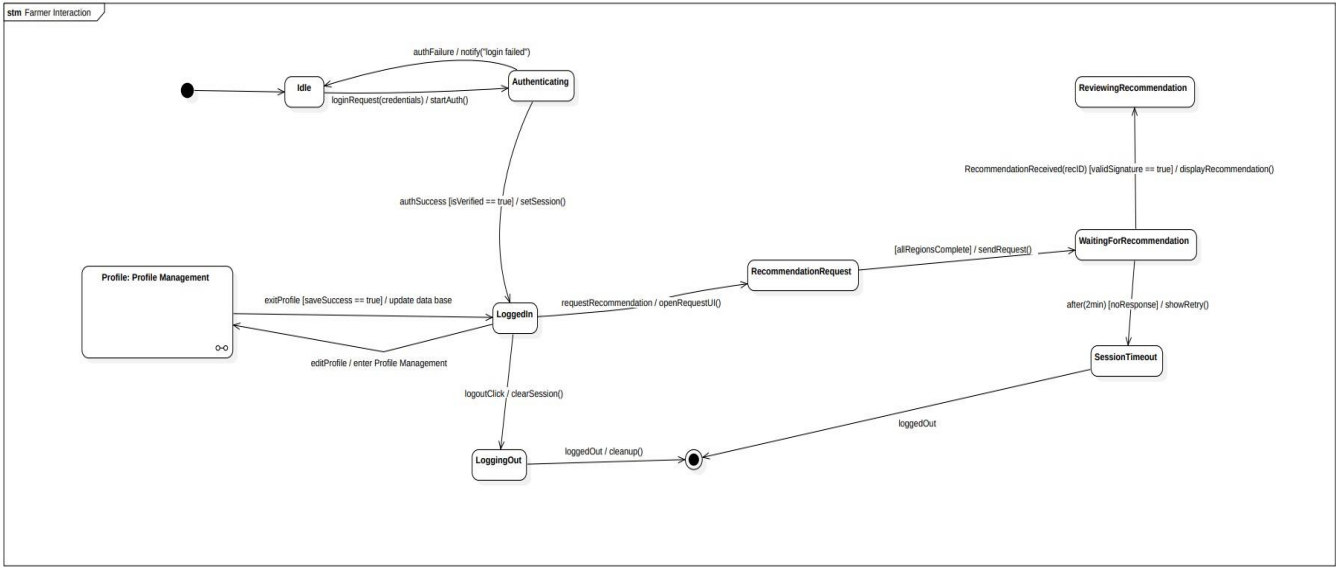 stm Farmer Interaction
authFailure / notify("login failed")
Idle
Authenticating
loginRequest(credentials) / startAuth()
ReviewingRecommendation
RecommendationReceived(recID) [validSignature == true] / displayRecommendation()
authSuccess [isVerified == true] / setSession()
WaitingForRecommendation
[allRegionsComplete] / sendRequest()
Profile: Profile Management
RecommendationRequest
exitProfile [saveSuccess == true] / update data base
requestRecommendation / openRequestUI()
after(2min) [noResponse] / showRetry()
LoggedIn
editProfile / enter Profile Management
SessionTimeout
logoutClick / clearSession()
loggedOut
loggedOut / cleanup()
LoggingOut